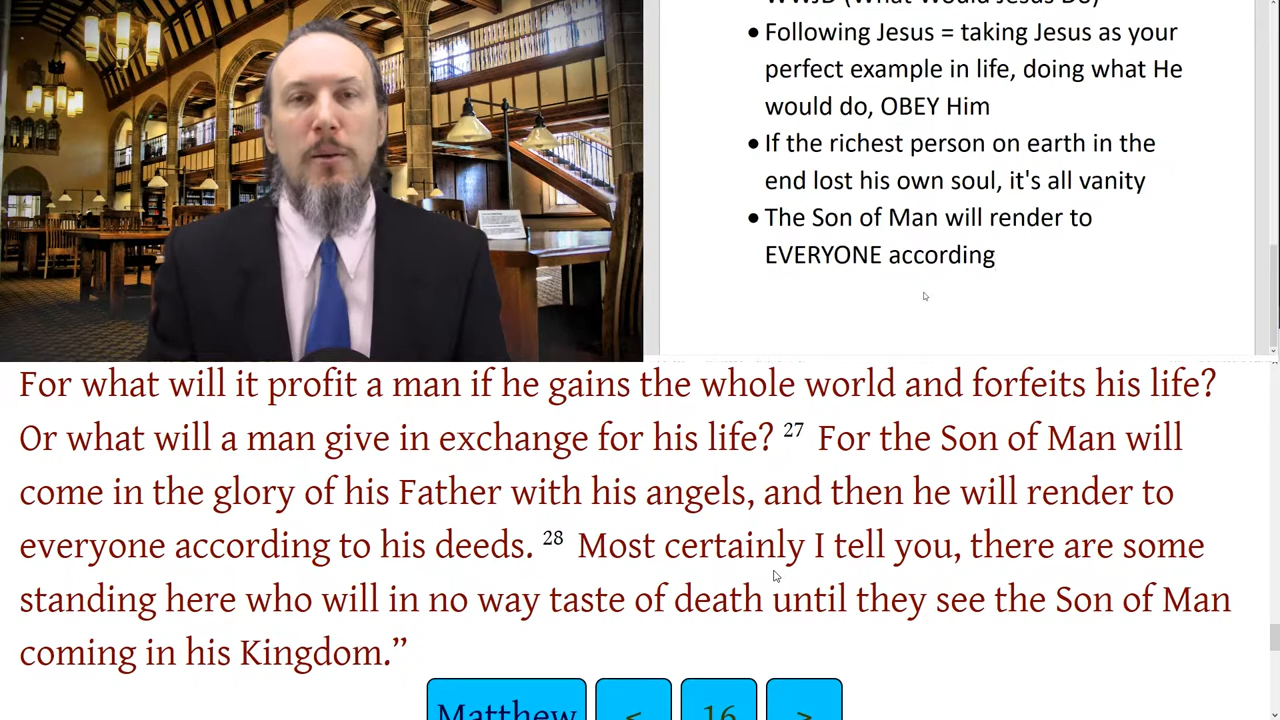 WWJD (What Would Jesus Do)
• Following Jesus = taking Jesus as your
perfect example in life, doing what He
would do, OBEY Him
• If the richest person on earth in the
end lost his own soul, it's all vanity
• The Son of Man will render to
EVERYONE according
For what will it profit a man if he gains the whole world and forfeits his life?
Or what will a man give in exchange for his life? 27 For the Son of Man will
come in the glory of his Father with his angels, and then he will render to
everyone according to his deeds. 28 Most certainly I tell you, there are some
standing here who will in no way taste of death until they see the Son of Man
coming in his Kingdom.”
Matthew < 16 >